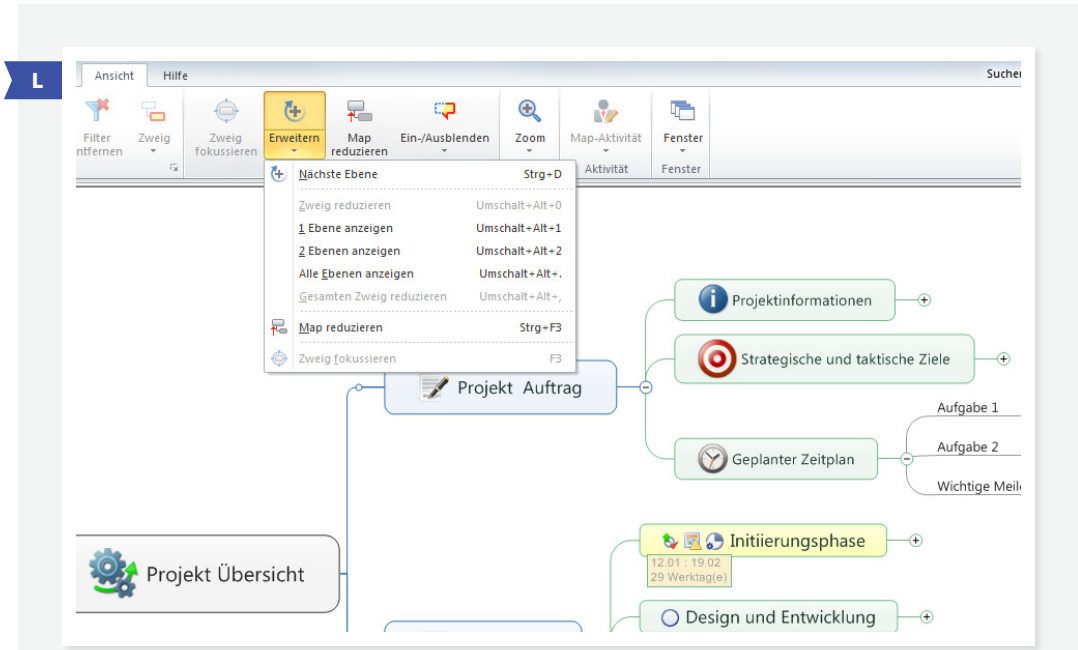 L
Ansicht Hilfe
Filter
ntfernen
Zweig
Zweig
fokussieren
Erweitern
Map
reduzieren
Ein-/Ausblenden
Zoom
Map-Aktivität
Fenster
Aktivität
Fenster
Nächste Ebene Strg+D
Zweig reduzieren Umschalt+Alt+0
1 Ebene anzeigen Umschalt+Alt+1
2 Ebenen anzeigen Umschalt+Alt+2
Alle Ebenen anzeigen Umschalt+Alt+.
Gesamten Zweig reduzieren Umschalt+Alt+,
Map reduzieren Strg+F3
Zweig fokussieren F3
Projektinformationen
Strategische und taktische Ziele
Projekt Auftrag
Aufgabe 1
Aufgabe 2
Geplanter Zeitplan
Initiierungsphase
12.01 : 19.02
29 Werktag(e)
Projekt Übersicht
Design und Entwicklung